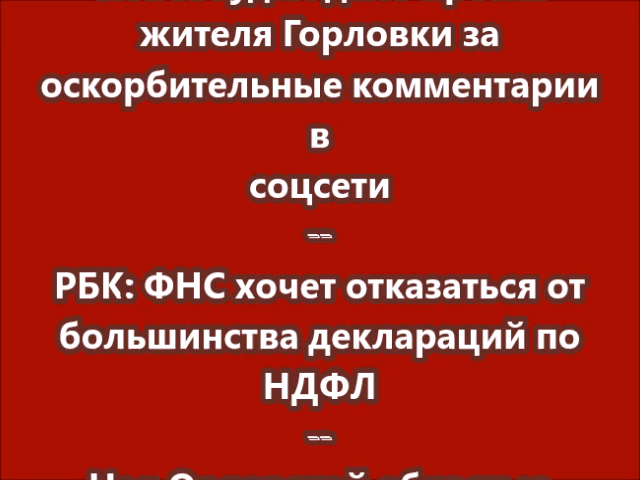 жителя Горловки за
оскорбительные комментарии
в
соцсети
--
РБК: ФНС хочет отказаться от
большинства деклараций по
НДФЛ
--